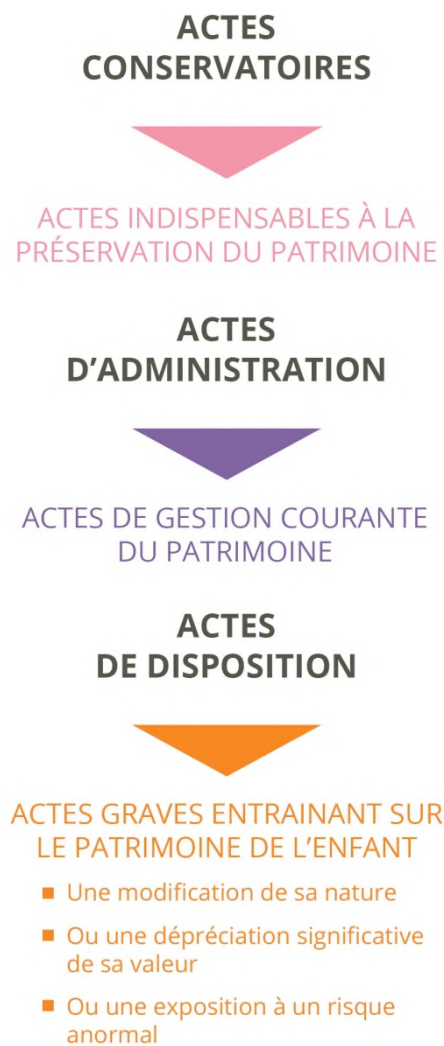 ACTES
CONSERVATOIRES
ACTES INDISPENSABLES À LA
PRÉSERVATION DU PATRIMOINE
ACTES
D’ADMINISTRATION
ACTES DE GESTION COURANTE
DU PATRIMOINE
ACTES
DE DISPOSITION
ACTES GRAVES ENTRAINANT SUR
LE PATRIMOINE DE L’ENFANT
■ Une modification de sa nature
■ Ou une dépréciation significative
de sa valeur
■ Ou une exposition à un risque
anormal